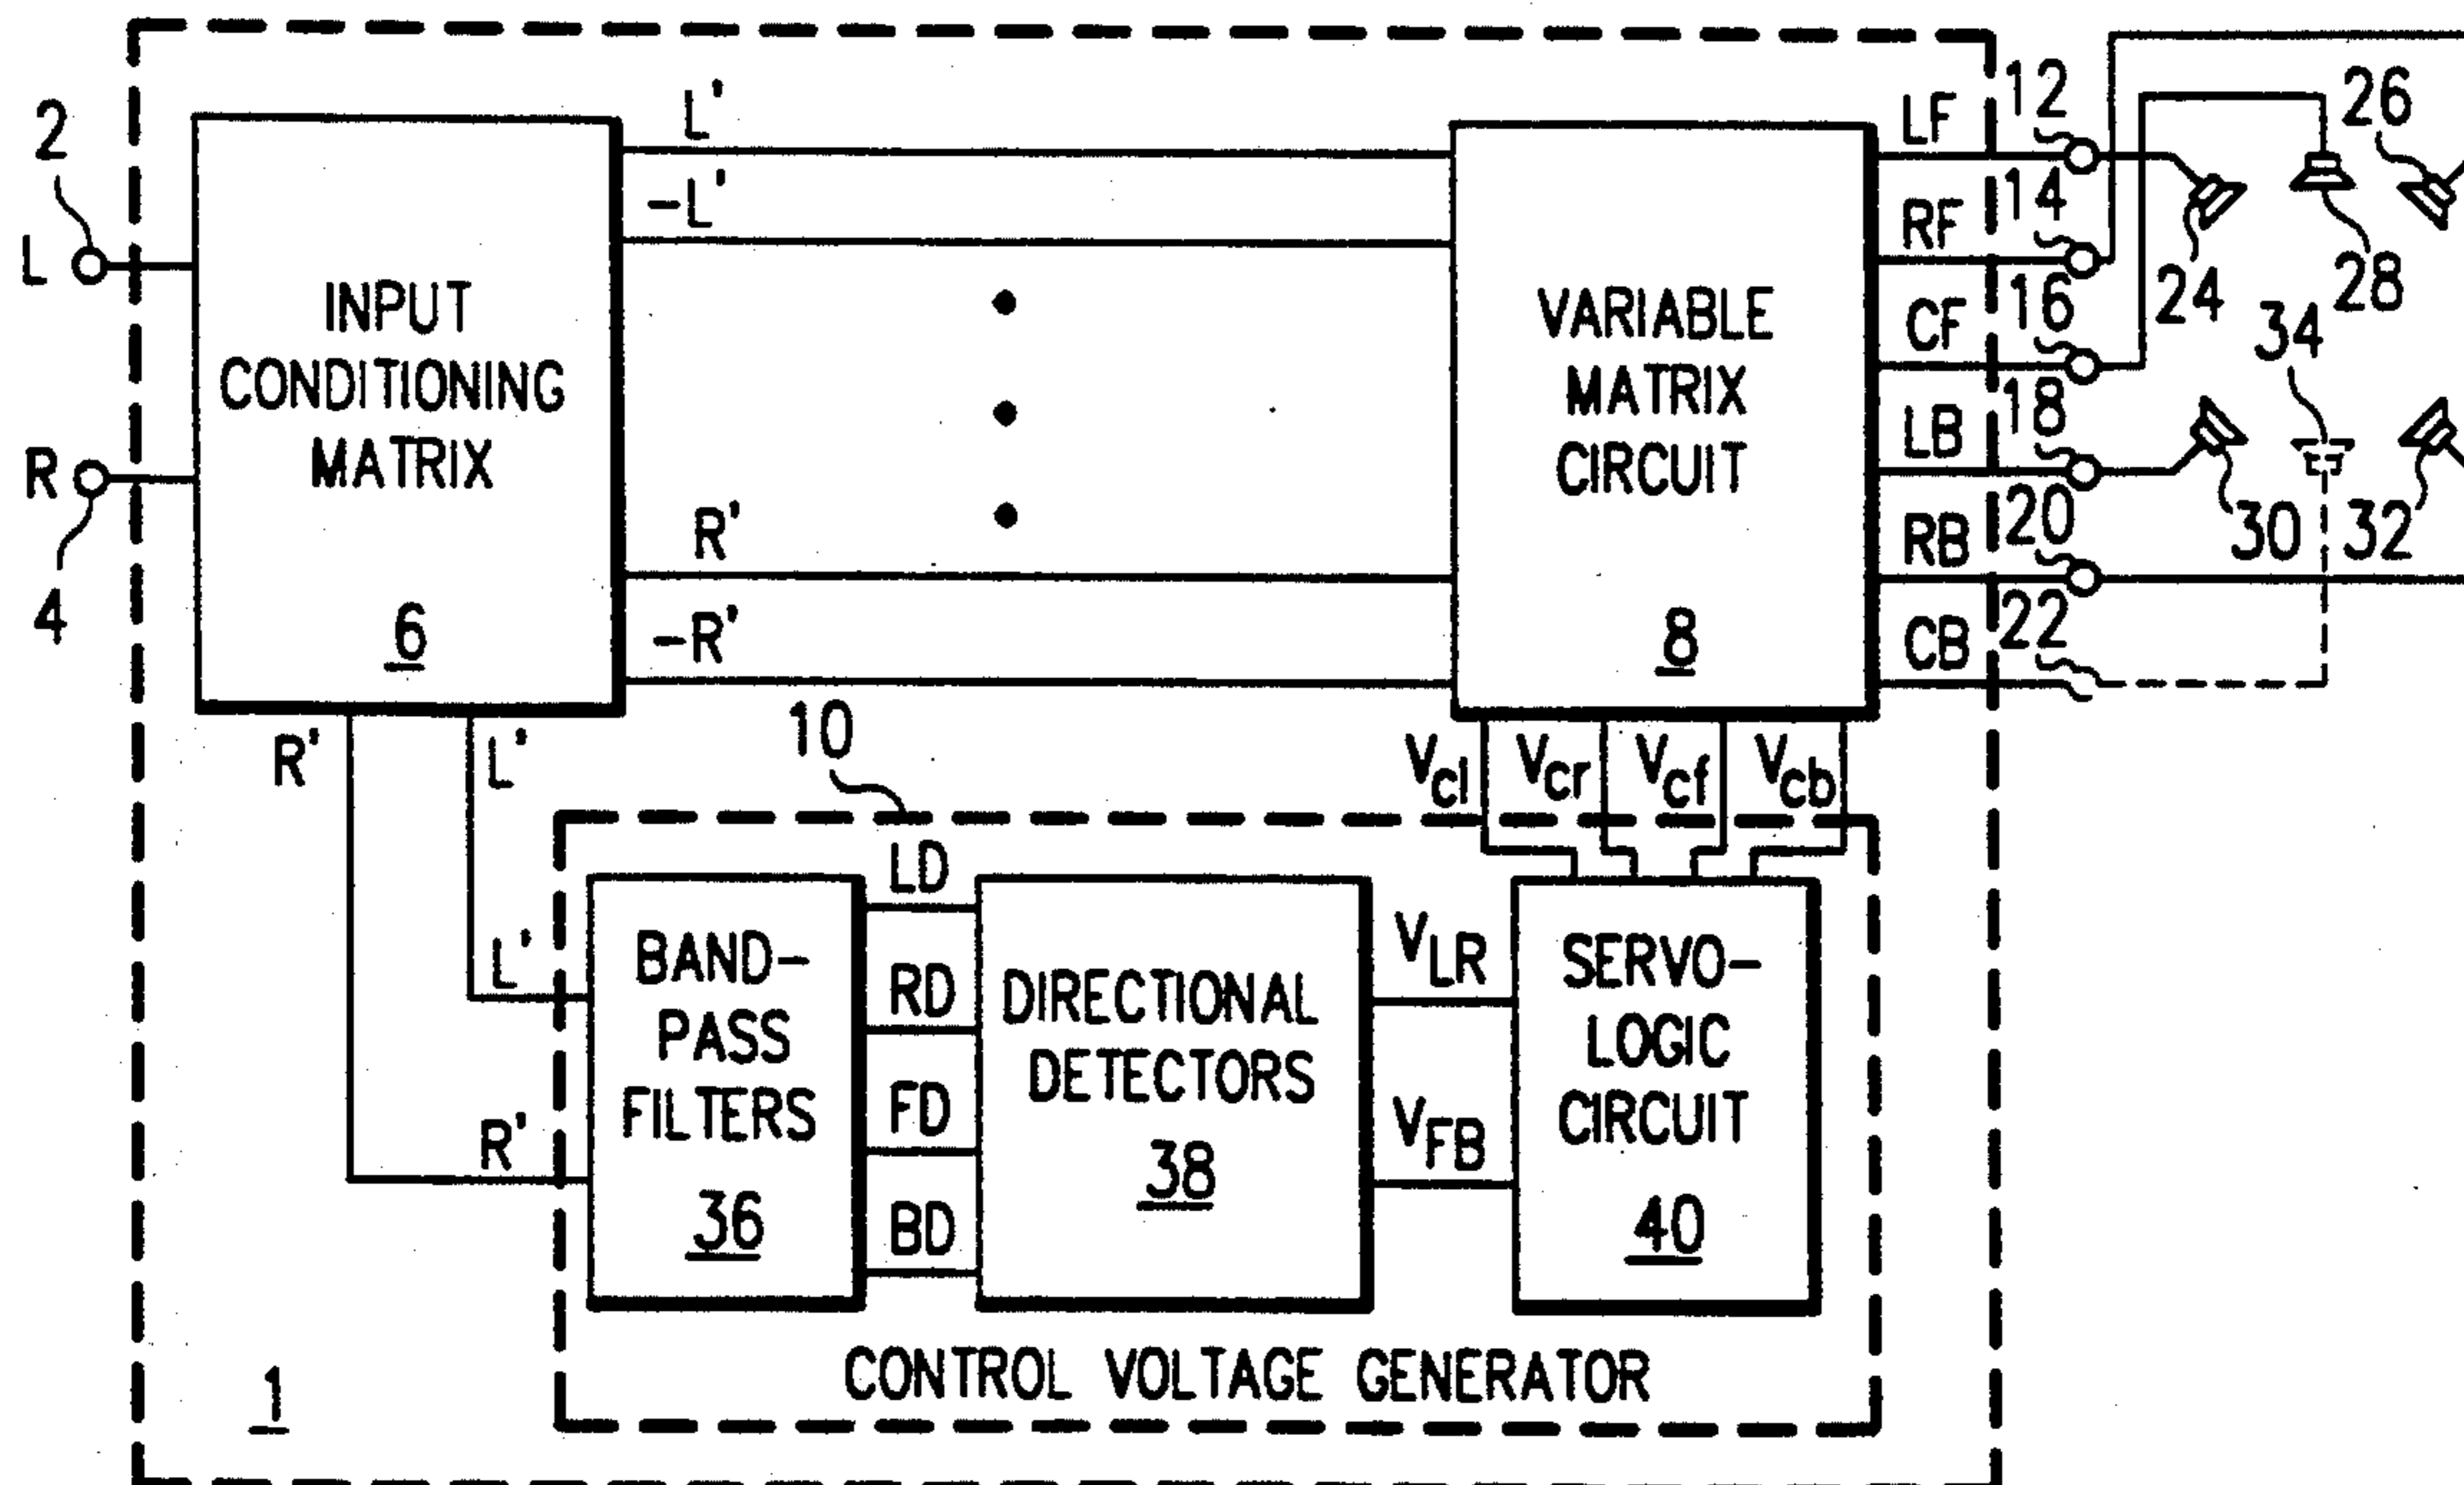 2
L
R
4
INPUT
CONDITIONING
MATRIX
6
L'
-L'
R'
-R'
VARIABLE
MATRIX
CIRCUIT
8
LF
RF
CF
LB
RB
CB
12
14
16
18
20
22
24
26
28
30
32
34
R'
L'
10
Vcl
Vcr
Vcf
Vcb
L'
R'
BAND-
PASS
FILTERS
36
LD
RD
FD
BD
DIRECTIONAL
DETECTORS
38
VLR
VFB
SERVO-
LOGIC
CIRCUIT
40
CONTROL VOLTAGE GENERATOR
1